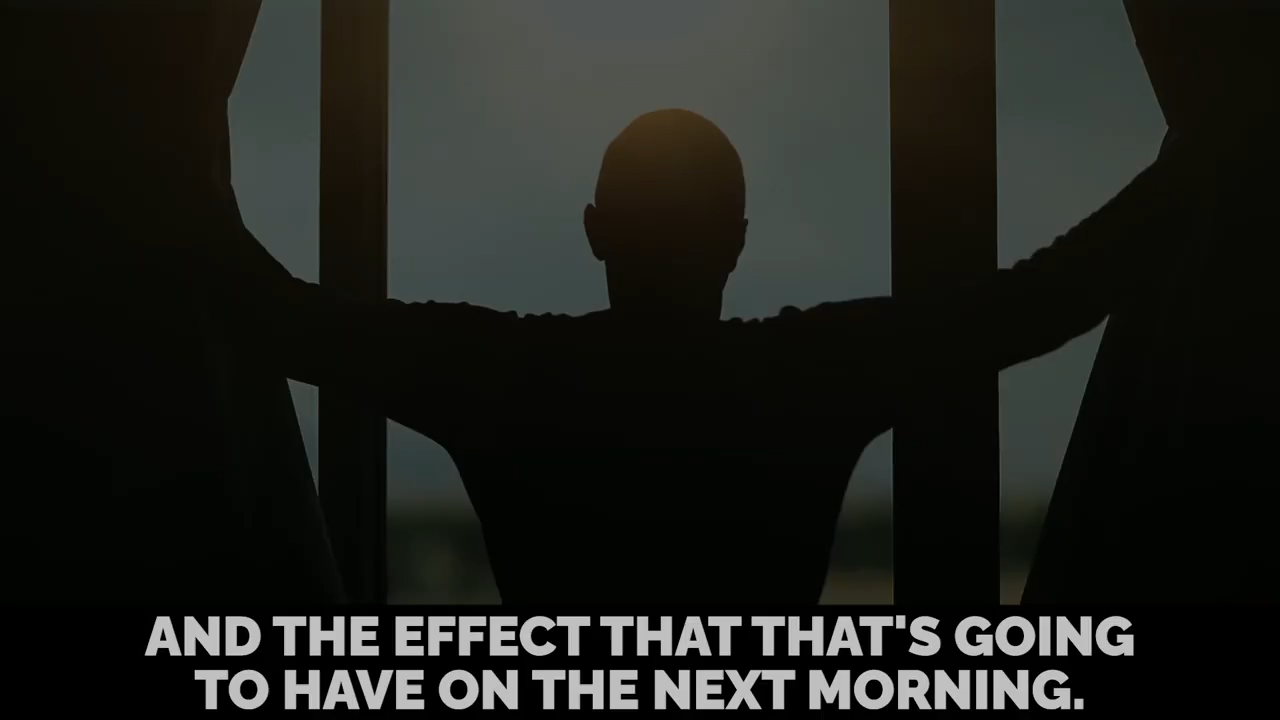 AND THE EFFECT THAT THAT'S GOING
TO HAVE ON THE NEXT MORNING.